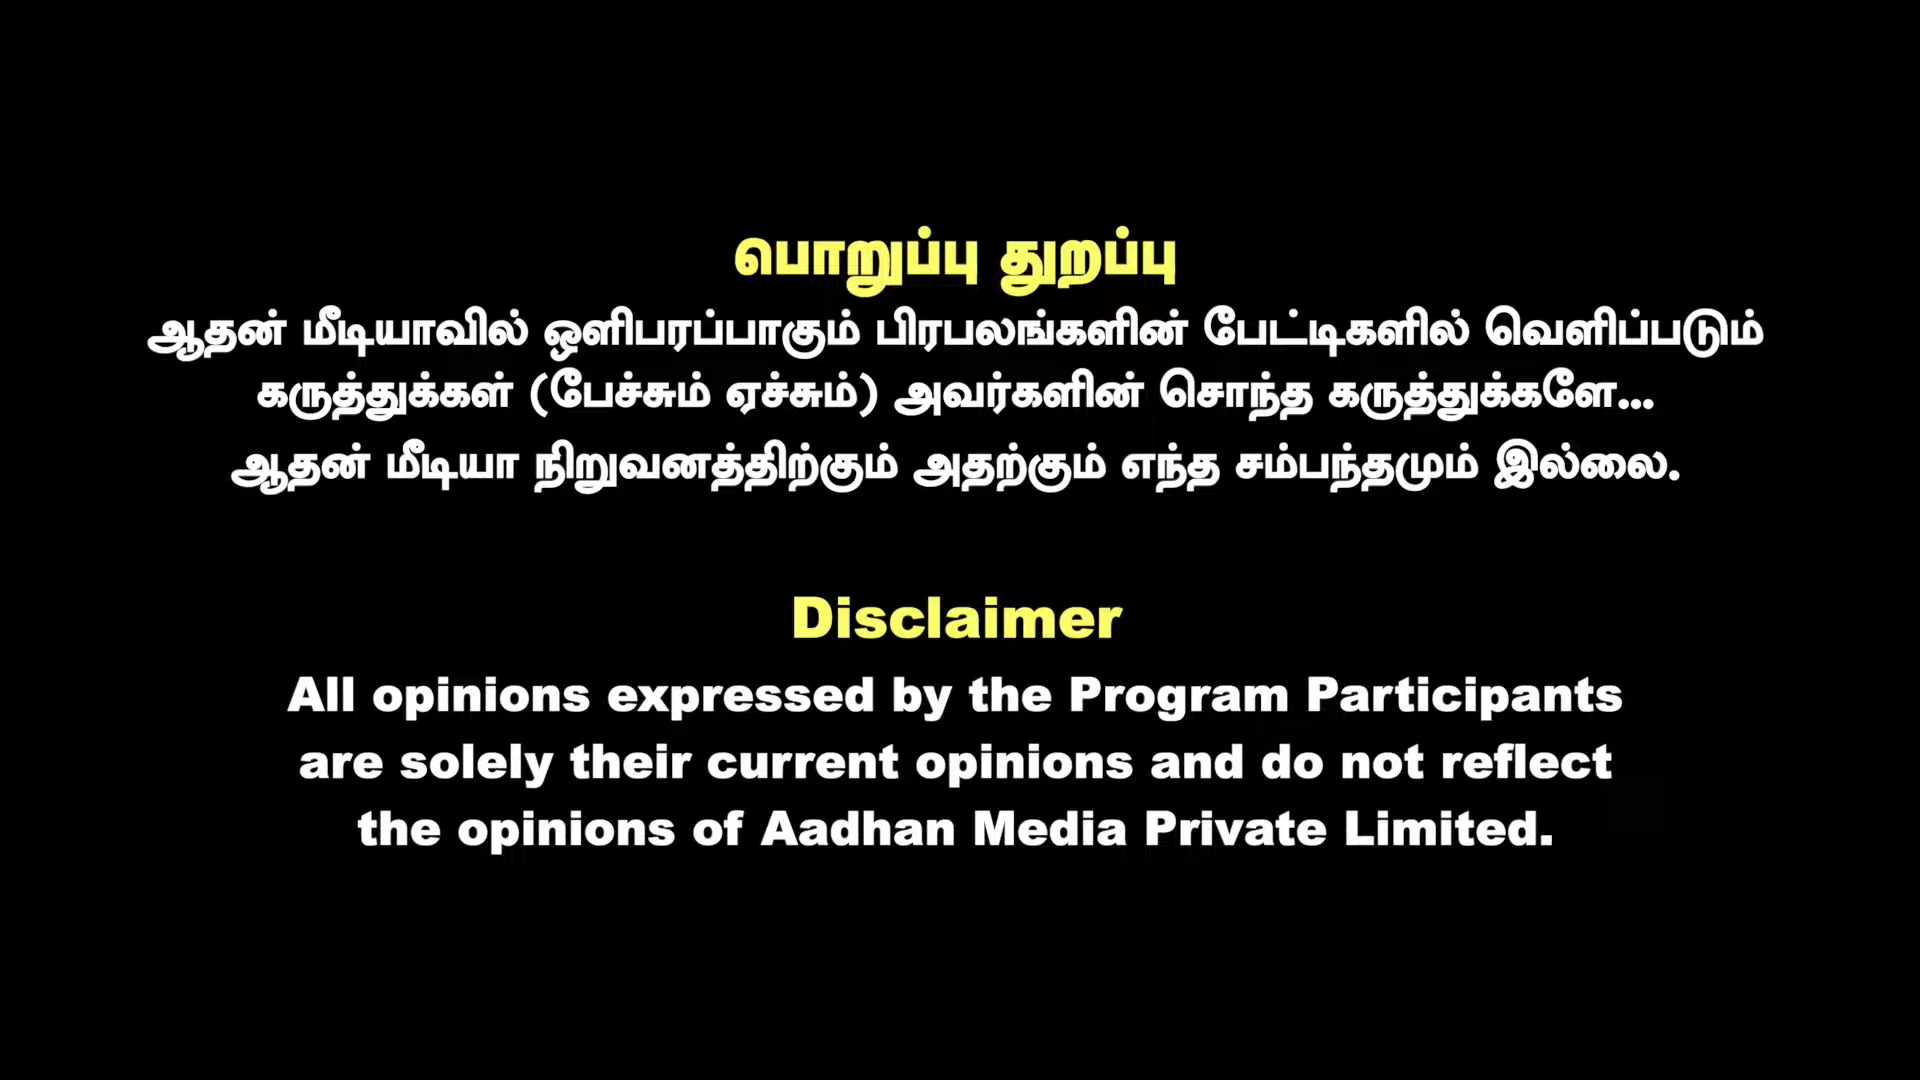 பொறுப்பு துறப்பு
ஆதன் மீடியாவில் ஒளிபரப்பாகும் பிரபலங்களின் பேட்டிகளில் வெளிப்படும்
கருத்துக்கள் (பேச்சும் ஏச்சும்) அவர்களின் சொந்த கருத்துக்களே...
ஆதன் மீடியா நிறுவனத்திற்கும் அதற்கும் எந்த சம்பந்தமும் இல்லை.
Disclaimer
All opinions expressed by the Program Participants
are solely their current opinions and do not reflect
the opinions of Aadhan Media Private Limited.